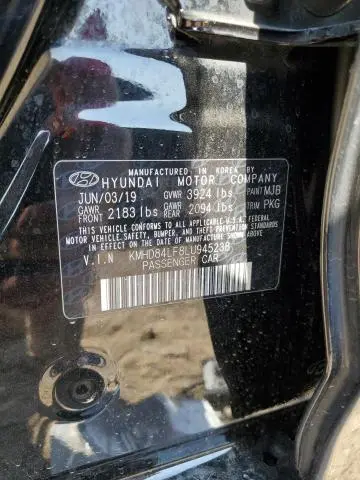 MANUFACTURED IN KOREA BY
HYUNDAI MOTOR COMPANY
JUN/03/19 GVWR 3924 lbs PAINT MJB
GAWR FRONT 2183 lbs GAWR REAR 2094 lbs TRIM PKG
THIS VEHICLE CONFORMS TO ALL APPLICABLE U.S.A. FEDERAL
MOTOR VEHICLE SAFETY, BUMPER, AND THEFT PREVENTION STANDARDS
IN EFFECT ON THE DATE OF MANUFACTURE SHOWN ABOVE.
V.I.N KMHD84LF8LU945238
PASSENGER CAR